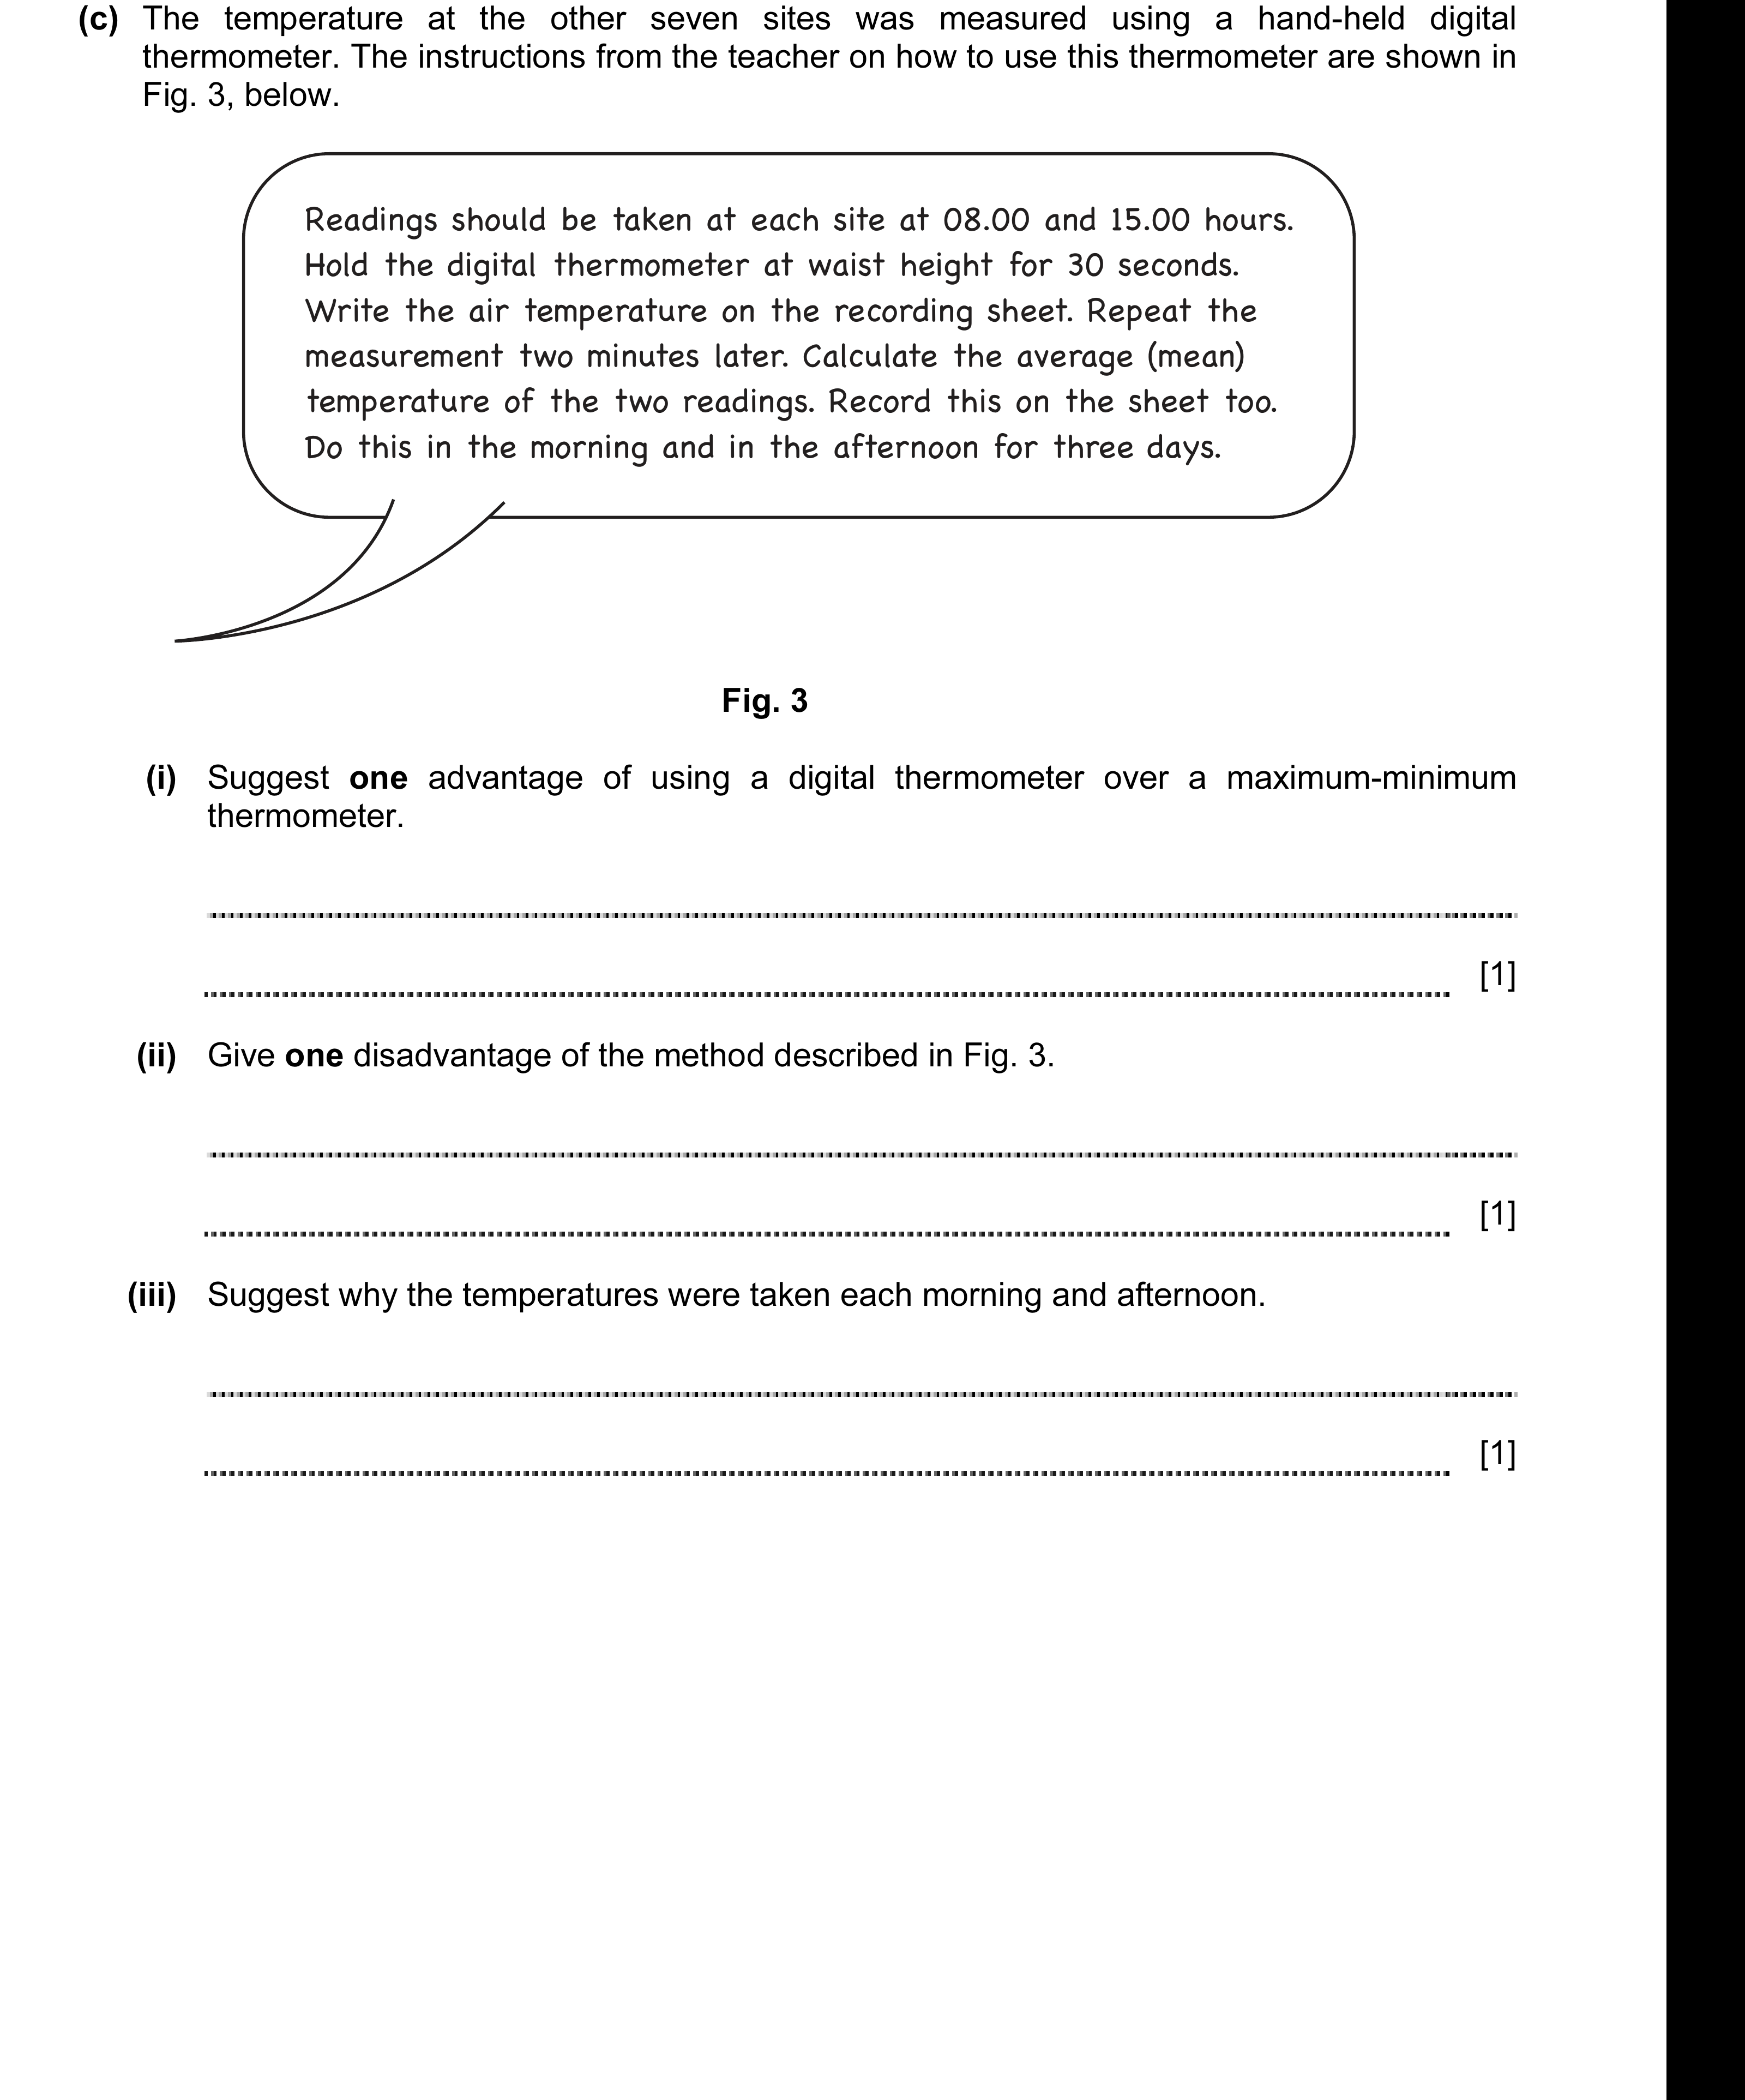 (c) The temperature at the other seven sites was measured using a hand-held digital
thermometer. The instructions from the teacher on how to use this thermometer are shown in
Fig. 3, below.
Readings should be taken at each site at 08.00 and 15.00 hours.
Hold the digital thermometer at waist height for 30 seconds.
Write the air temperature on the recording sheet. Repeat the
measurement two minutes later. Calculate the average (mean)
temperature of the two readings. Record this on the sheet too.
Do this in the morning and in the afternoon for three days.
Fig. 3
(i) Suggest one advantage of using a digital thermometer over a maximum-minimum
thermometer.
[1]
(ii) Give one disadvantage of the method described in Fig. 3.
[1]
(iii) Suggest why the temperatures were taken each morning and afternoon.
[1]